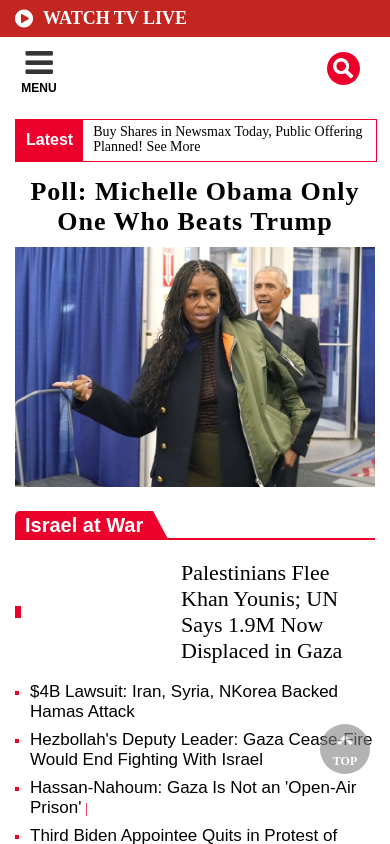 WATCH TV LIVE
MENU
Latest
Buy Shares in Newsmax Today, Public Offering
Planned! See More
Poll: Michelle Obama Only
One Who Beats Trump
Israel at War
Palestinians Flee
Khan Younis; UN
Says 1.9M Now
Displaced in Gaza
$4B Lawsuit: Iran, Syria, NKorea Backed
Hamas Attack
Hezbollah's Deputy Leader: Gaza Cease-Fire
Would End Fighting With Israel
TOP
Hassan-Nahoum: Gaza Is Not an 'Open-Air
Prison' |
Third Biden Appointee Quits in Protest of